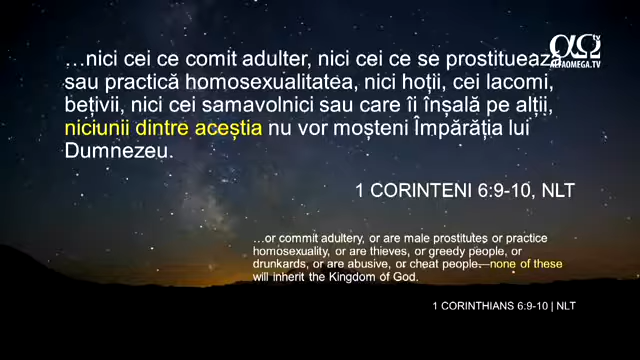 …nici cei ce comit adulter, nici cei ce se prostituează
sau practică homosexualitatea, nici hoții, cei lacomi,
bețivii, nici cei samavolnici sau care îi înșală pe alții,
niciunii dintre aceștia nu vor moșteni Împărăția lui
Dumnezeu.
1 CORINTENI 6:9-10, NLT
…or commit adultery, or are male prostitutes or practice
homosexuality, or are thieves, or greedy people, or
drunkards, or are abusive, or cheat people—none of these
will inherit the Kingdom of God.
1 CORINTHIANS 6:9-10 | NLT
ΑΩ tv
ALFAOMEGA.TV